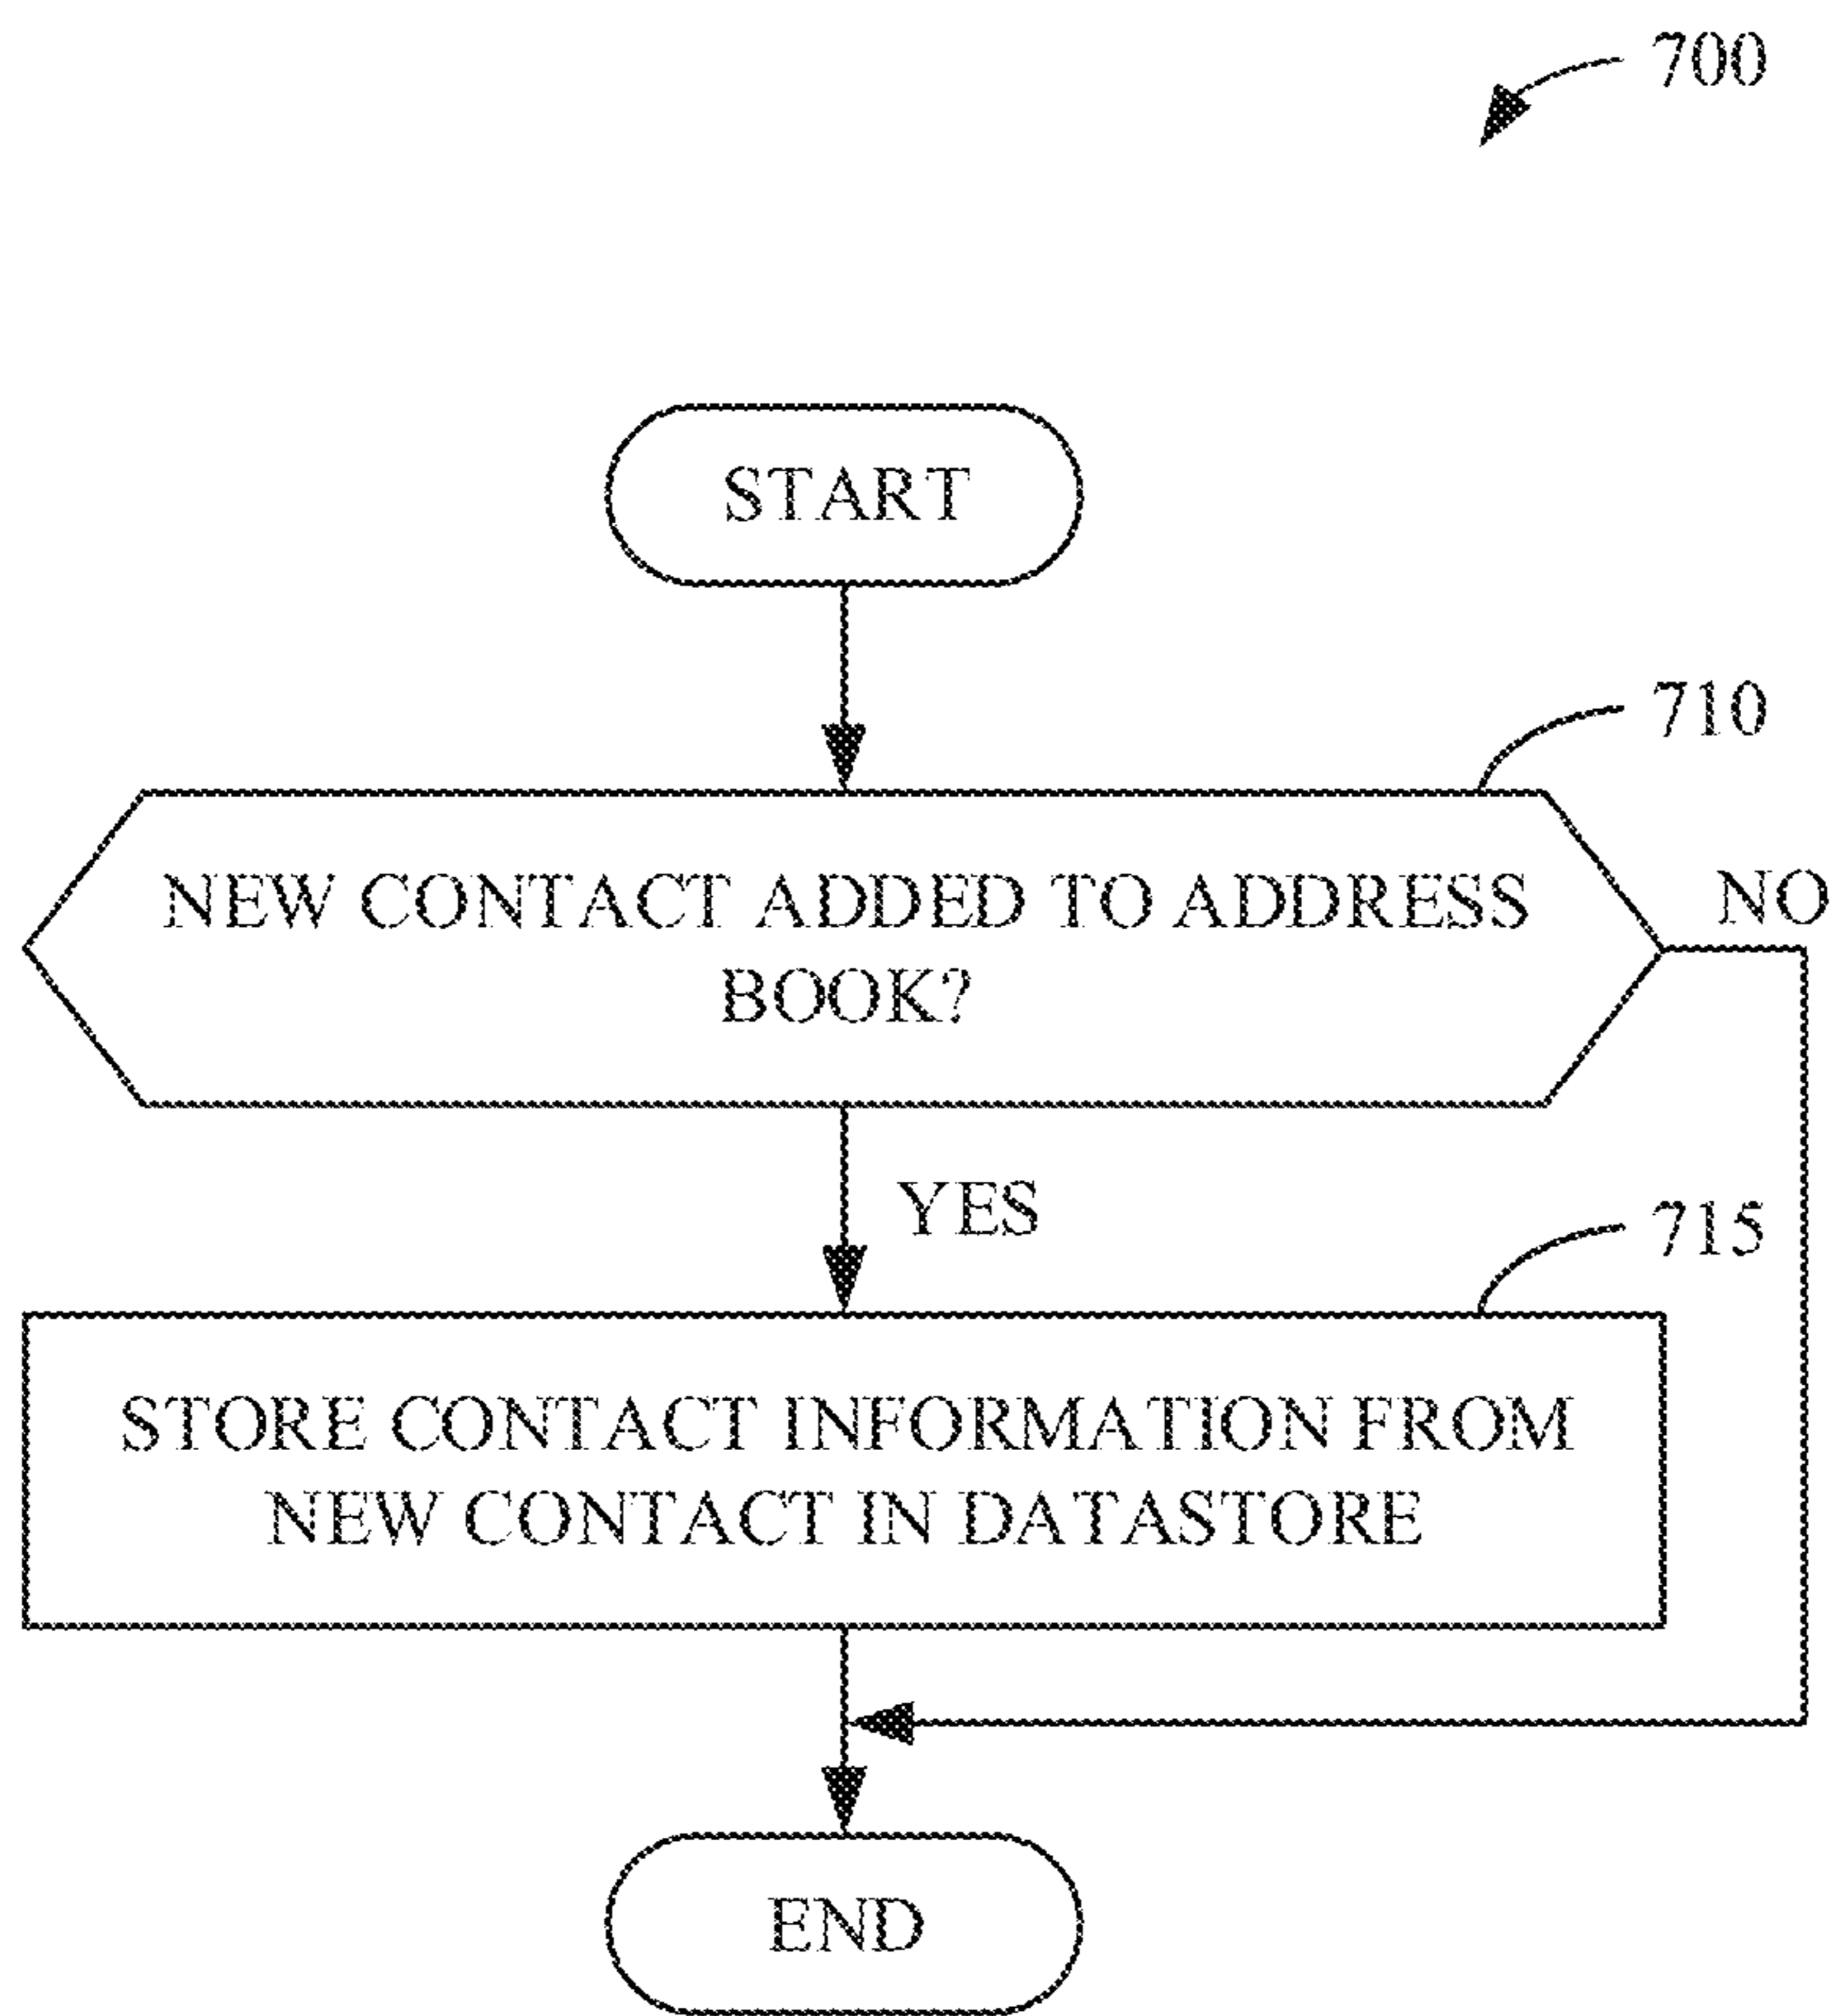 700
START
710
NEW CONTACT ADDED TO ADDRESS
BOOK?
NO
YES
715
STORE CONTACT INFORMATION FROM
NEW CONTACT IN DATASTORE
END